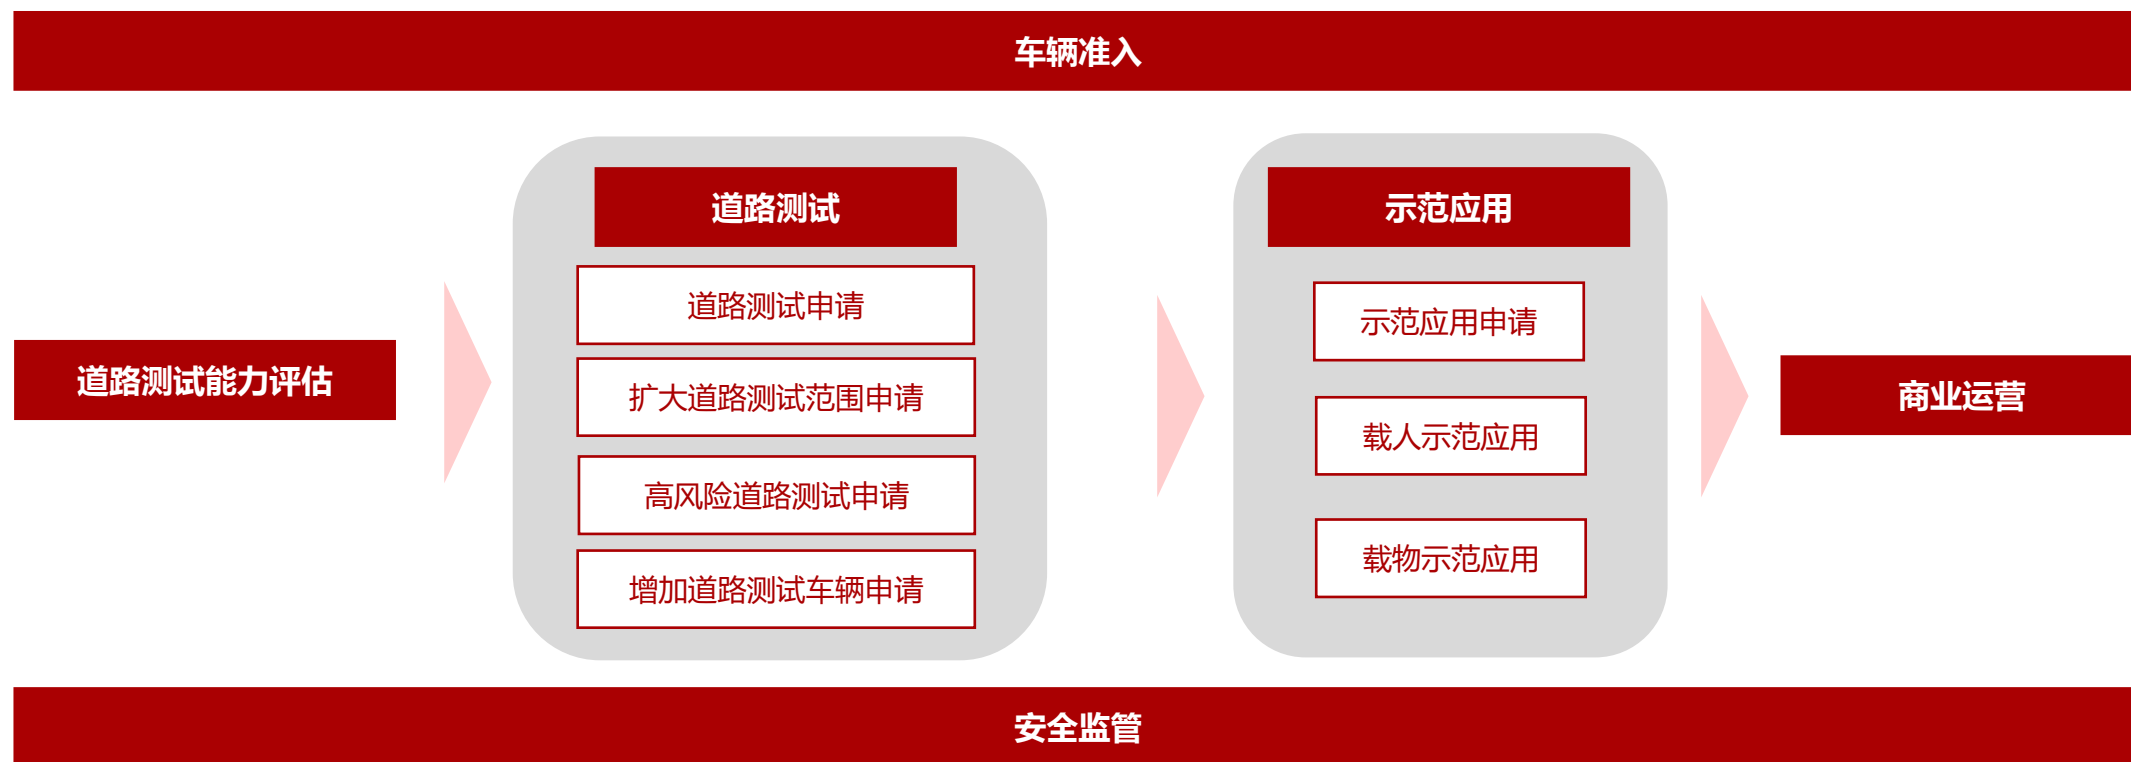 车辆准入
道路测试能力评估
道路测试
道路测试申请
扩大道路测试范围申请
高风险道路测试申请
增加道路测试车辆申请
示范应用
示范应用申请
载人示范应用
载物示范应用
商业运营
安全监管